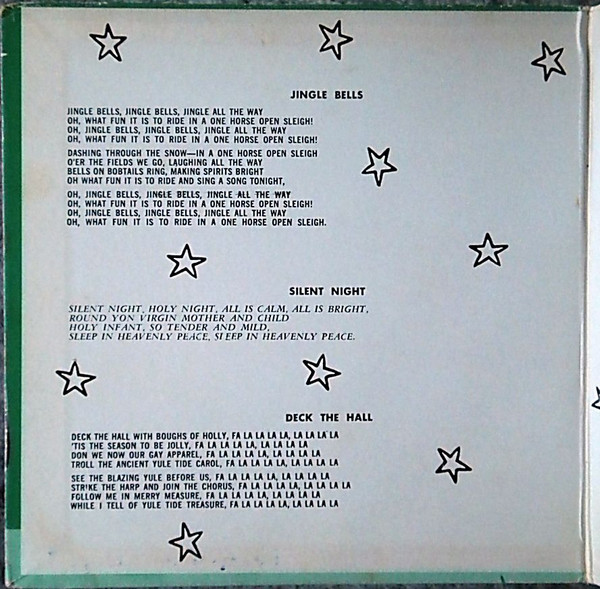 JINGLE BELLS
JINGLE BELLS, JINGLE BELLS, JINGLE ALL THE WAY
OH, WHAT FUN IT IS TO RIDE IN A ONE HORSE OPEN SLEIGH!
OH, JINGLE BELLS, JINGLE BELLS, JINGLE ALL THE WAY
OH, WHAT FUN IT IS TO RIDE IN A ONE HORSE OPEN SLEIGH!
DASHING THROUGH THE SNOW—IN A ONE HORSE OPEN SLEIGH
O'ER THE FIELDS WE GO, LAUGHING ALL THE WAY
BELLS ON BOBTAILS RING, MAKING SPIRITS BRIGHT
OH WHAT FUN IT IS TO RIDE AND SING A SONG TONIGHT,
OH, JINGLE BELLS, JINGLE BELLS, JINGLE ALL THE WAY
OH, WHAT FUN IT IS TO RIDE IN A ONE HORSE OPEN SLEIGH!
OH, JINGLE BELLS, JINGLE BELLS, JINGLE ALL THE WAY
OH, WHAT FUN IT IS TO RIDE IN A ONE HORSE OPEN SLEIGH.
SILENT NIGHT
SILENT NIGHT, HOLY NIGHT, ALL IS CALM, ALL IS BRIGHT,
ROUND YON VIRGIN MOTHER AND CHILD
HOLY INFANT, SO TENDER AND MILD,
SLEEP IN HEAVENLY PEACE, SLEEP IN HEAVENLY PEACE.
DECK THE HALL
DECK THE HALL WITH BOUGHS OF HOLLY, FA LA LA LA LA, LA LA LA LA
'TIS THE SEASON TO BE JOLLY, FA LA LA LA LA, LA LA LA LA
DON WE NOW OUR GAY APPAREL, FA LA LA LA, LA LA LA LA
TROLL THE ANCIENT YULE TIDE CAROL, FA LA LA LA LA, LA LA LA LA
SEE THE BLAZING YULE BEFORE US, FA LA LA LA LA, LA LA LA LA
STRIKE THE HARP AND JOIN THE CHORUS, FA LA LA LA LA, LA LA LA LA
FOLLOW ME IN MERRY MEASURE, FA LA LA LA LA, LA LA LA LA
WHILE I TELL OF YULE TIDE TREASURE, FA LA LA LA LA, LA LA LA LA